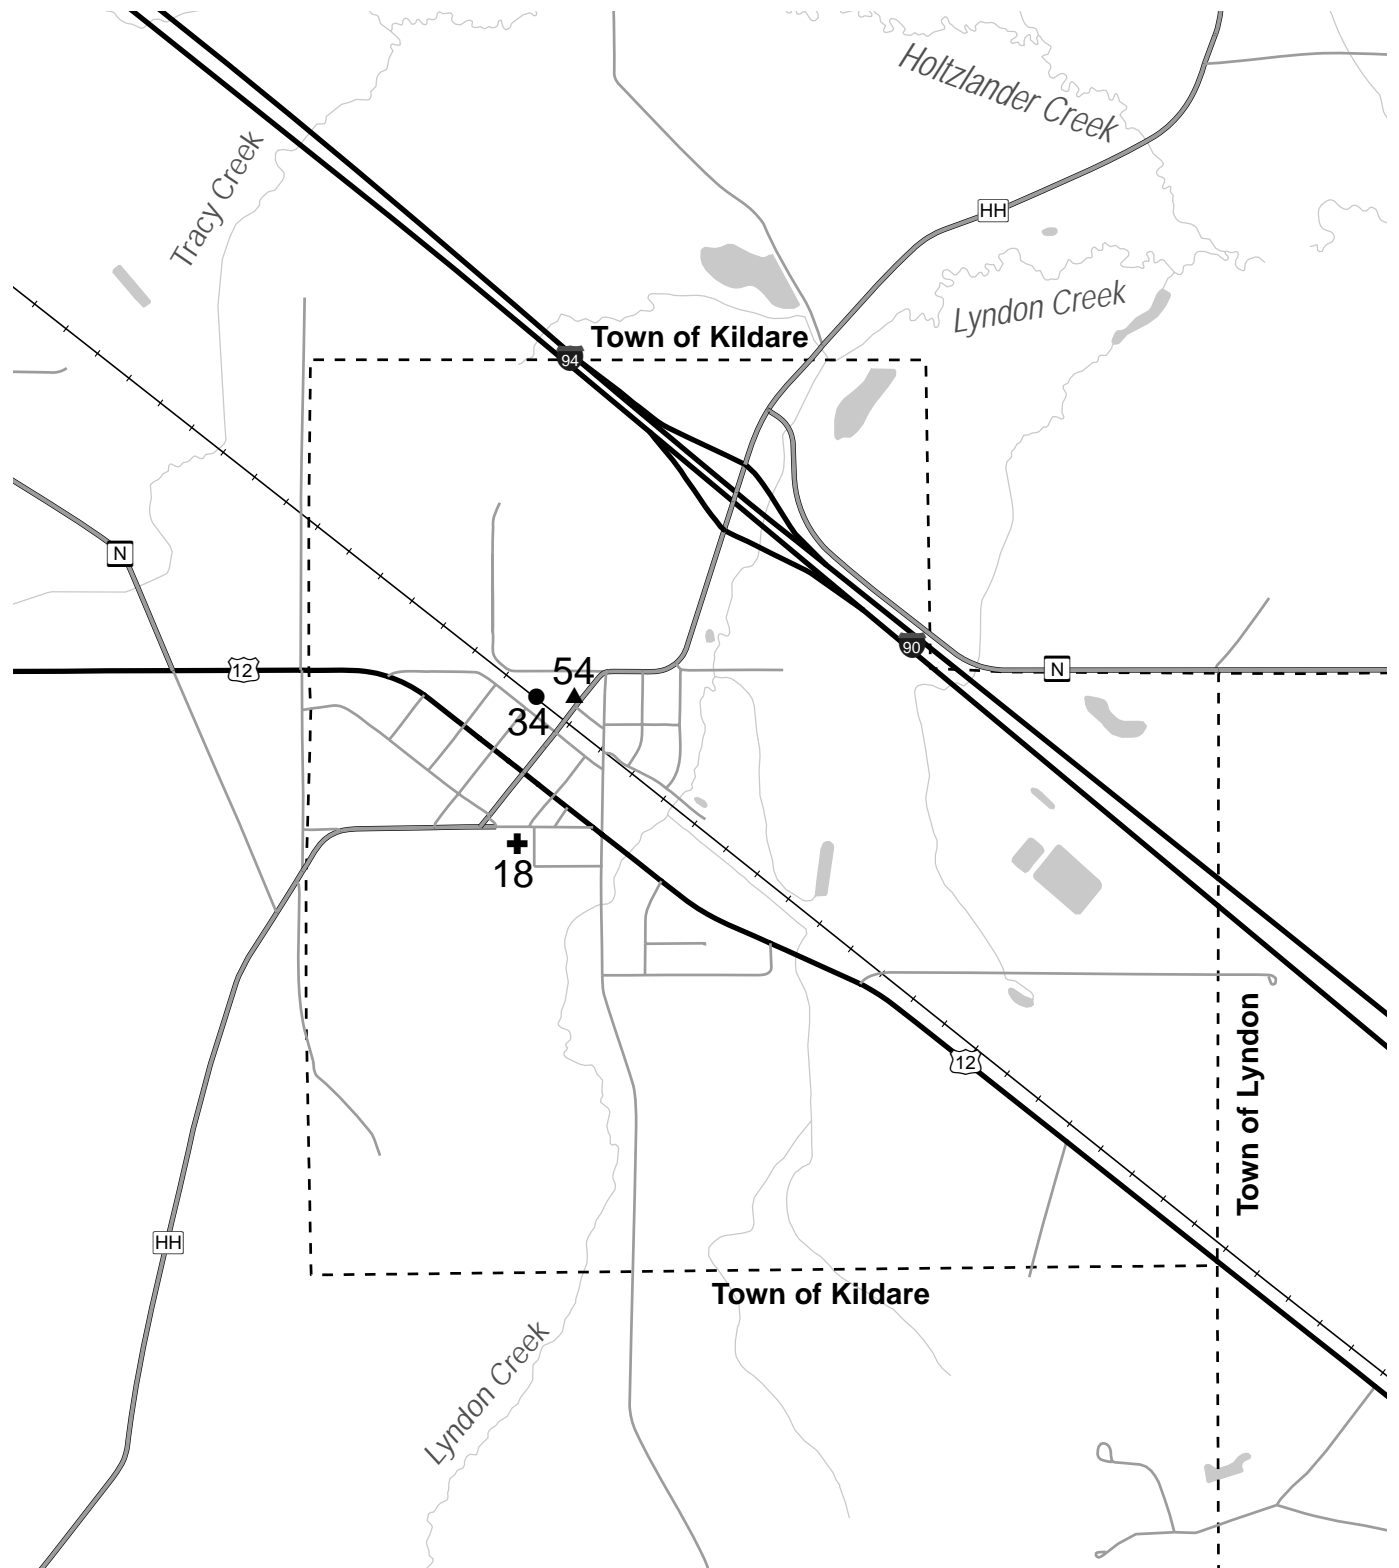 Holtzlander Creek
Tracy Creek
HH
Lyndon Creek
Town of Kildare
94
N
90
12
54
N
34
18
Town of Lyndon
12
HH
Town of Kildare
Lyndon Creek